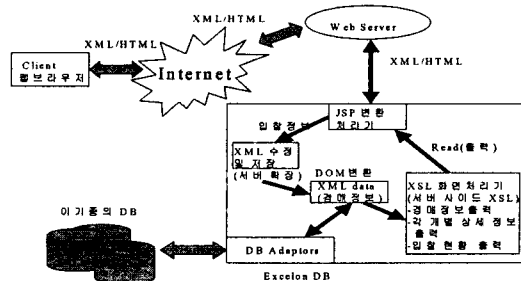 XML/HTML
Web Server
XML/HTML
Client
웹브라우저
Internet
XML/HTML
JSP변환
처리기
입찰정보
Read(출력)
XML 수정
및저장
(서버 확장)
DOM변환
XML data
(경매정보)
XSL 화면처리기
(서버 사이드 XSL)
-경매정보출력
-각 개별 상세 정보
출력
-입찰현황 출력
이기종의 DB
DB Adaptors
Excelon DB